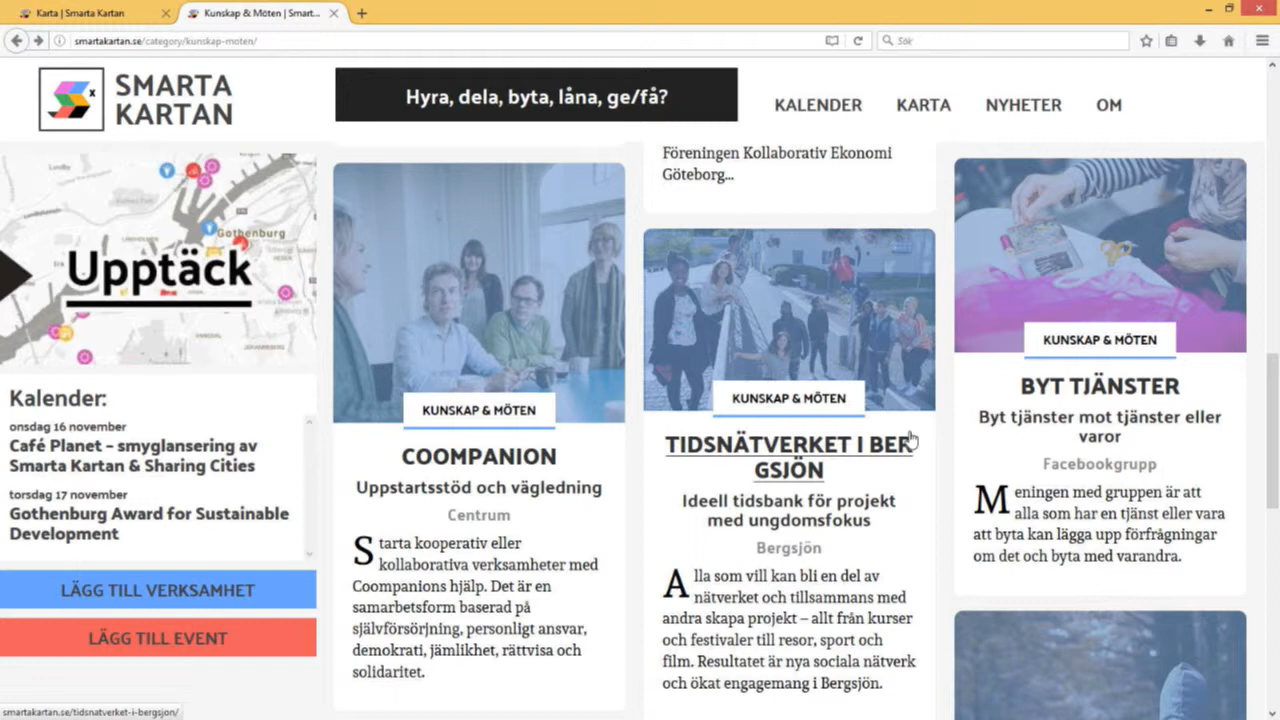 Karta | Smarta Kartan
Kunskap & Möten | Smart...
smartakartan.se/category/kunskap-moten/
Sök
SMARTA
KARTAN
Hyra, dela, byta, låna, ge/få?
KALENDER
KARTA
NYHETER
OM
Gothenburg
Upptäck
Kalender:
onsdag 16 november
Café Planet – smyglansering av
Smarta Kartan & Sharing Cities
torsdag 17 november
Gothenburg Award for Sustainable
Development
LÄGG TILL VERKSAMHET
LÄGG TILL EVENT
KUNSKAP & MÖTEN
COOMPANION
Uppstartsstöd och vägledning
Centrum
Starta kooperativ eller
kollaborativa verksameter med
Coompanions hjälp. Det är en
samarbetsform baserad på
självförsörjning, personligt ansvar,
demokrati, jämlikhet, rättvisa och
solidaritet.
Föreningen Kollaborativ Ekonomi
Göteborg...
KUNSKAP & MÖTEN
TIDSNÄTVERKET I BER
GSJÖN
Ideell tidsbank för projekt
med ungdomsfokus
Bergsjön
Alla som vill kan bli en del av
nätverket och tillsammans med
andra skapa projekt – allt från kurser
och festivaler till resor, sport och
film. Resultatet är nya sociala nätverk
och ökat engagemang i Bergsjön.
KUNSKAP & MÖTEN
BYT TJÄNSTER
Byt tjänster mot tjänster eller
varor
Facebookgrupp
Meningen med gruppen är att
alla som har en tjänst eller vara
att byta kan lägga upp förfrågningar
om det och byta med varandra.
smartakartan.se/tidsnatverket-i-bergsjon/